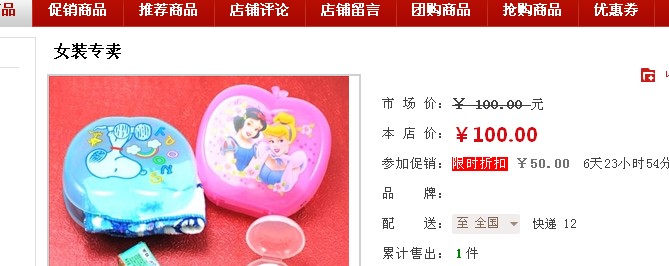 品 促销商品 推荐商品 店铺评论 店铺留言 团购商品 抢购商品 优惠券
女装专卖
市 场 价: ¥ 100.00 元
本 店 价: ¥100.00
参加促销: 限时折扣 ¥50.00 6天23小时54分
品 牌:
配 送: 至 全国 快递 12
累计售出: 1 件